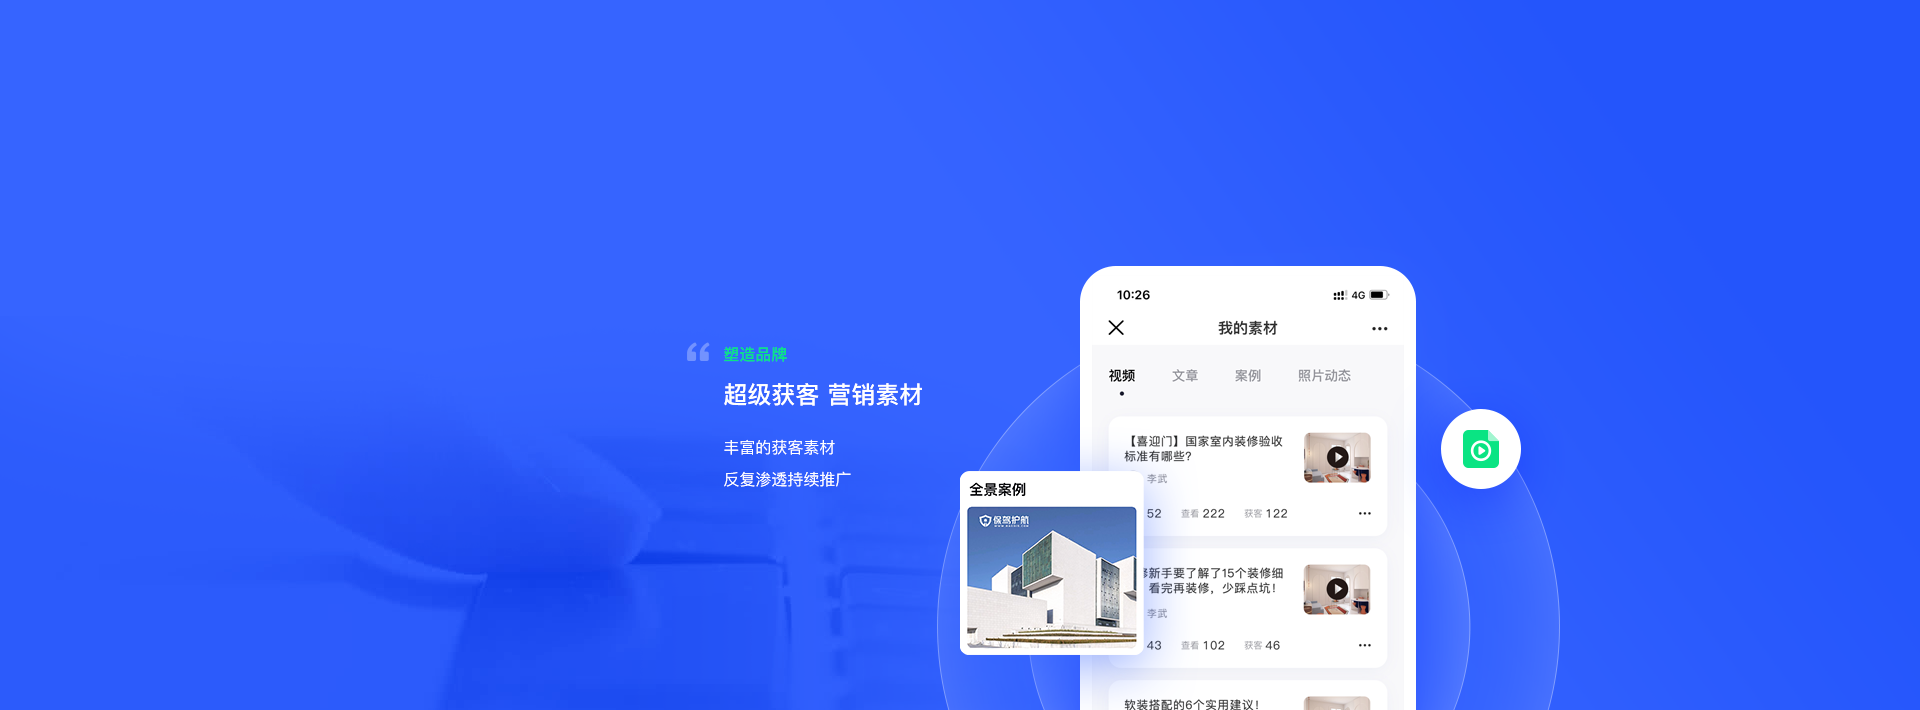 塑造品牌
超级获客 营销素材
丰富的获客素材
反复渗透持续推广
10:26
4G
我的素材
视频 文章 案例 照片动态
【喜迎门】国家室内装修验收
标准有哪些?
李武
52 查看 222 获客 122
全景案例
保驾护航
修新手要了解了15个装修细
看完再装修，少踩点坑！
李武
43 查看 102 获客 46
软装搭配的6个实用建议！